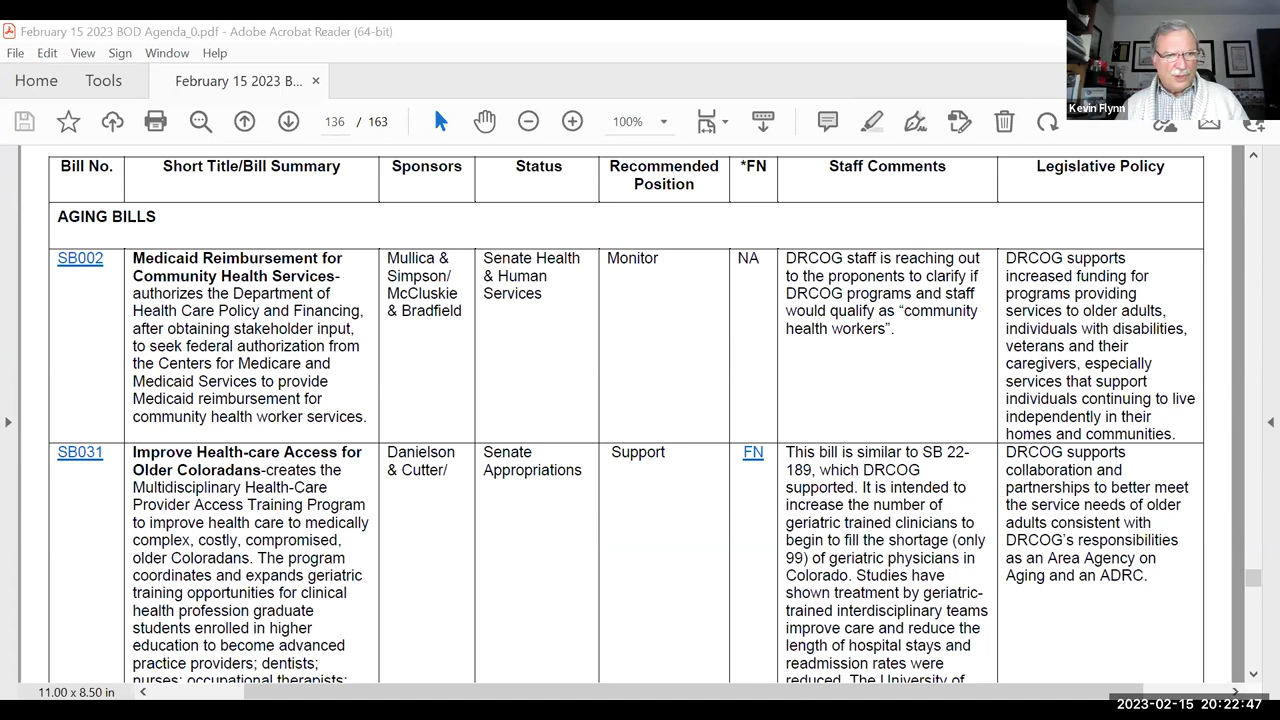 February 15 2023 BOD Agenda_0.pdf - Adobe Acrobat Reader (64-bit)
File Edit View Sign Window Help
Home Tools February 15 2023 B... ×
136 / 163 100%
Kevin Flynn
Bill No. Short Title/Bill Summary Sponsors Status Recommended Position *FN Staff Comments Legislative Policy
AGING BILLS
SB002
Medicaid Reimbursement for
Community Health Services-
authorizes the Department of
Health Care Policy and Financing,
after obtaining stakeholder input,
to seek federal authorization from
the Centers for Medicare and
Medicaid Services to provide
Medicaid reimbursement for
community health worker services.
Mullica &
Simpson/
McCluskie
& Bradfield
Senate Health
& Human
Services
Monitor
NA
DRCOG staff is reaching out
to the proponents to clarify if
DRCOG programs and staff
would qualify as “community
health workers”.
DRCOG supports
increased funding for
programs providing
services to older adults,
individuals with disabilities,
veterans and their
caregivers, especially
services that support
individuals continuing to live
independently in their
homes and communities.
SB031
Improve Health-care Access for
Older Coloradans-creates the
Multidisciplinary Health-Care
Provider Access Training Program
to improve health care to medically
complex, costly, compromised,
older Coloradans. The program
coordinates and expands geriatric
training opportunities for clinical
health profession graduate
students enrolled in higher
education to become advanced
practice providers; dentists;
nurses; occupational therapists;
Danielson
& Cutter/
Senate
Appropriations
Support
FN
This bill is similar to SB 22-
189, which DRCOG
supported. It is intended to
increase the number of
geriatric trained clinicians to
begin to fill the shortage (only
99) of geriatric physicians in
Colorado. Studies have
shown treatment by geriatric-
trained interdisciplinary teams
improve care and reduce the
length of hospital stays and
readmission rates were
reduced. The University of
DRCOG supports
collaboration and
partnerships to better meet
the service needs of older
adults consistent with
DRCOG’s responsibilities
as an Area Agency on
Aging and an ADRC.
11.00 x 8.50 in
2023-02-15 20:22:47